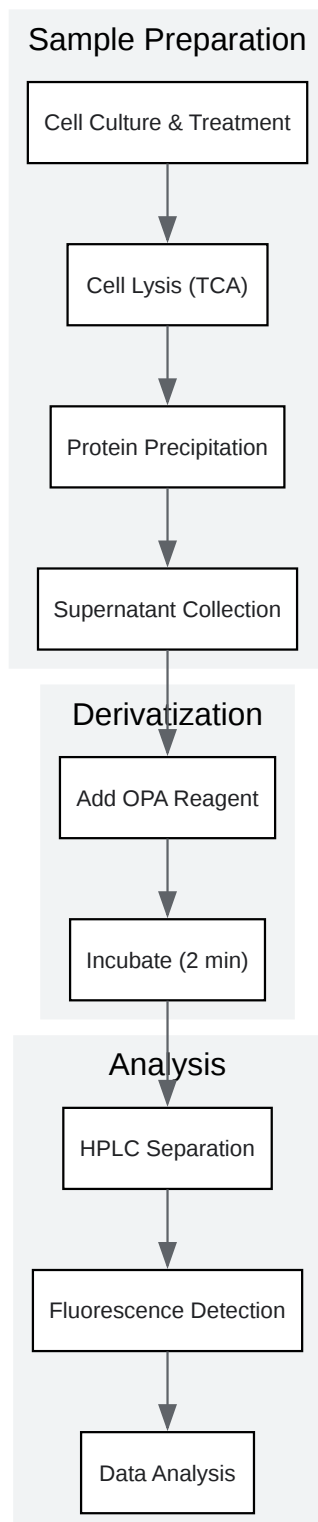 Sample Preparation
Cell Culture & Treatment
Cell Lysis (TCA)
Protein Precipitation
Supernatant Collection
Derivatization
Add OPA Reagent
Incubate (2 min)
Analysis
HPLC Separation
Fluorescence Detection
Data Analysis